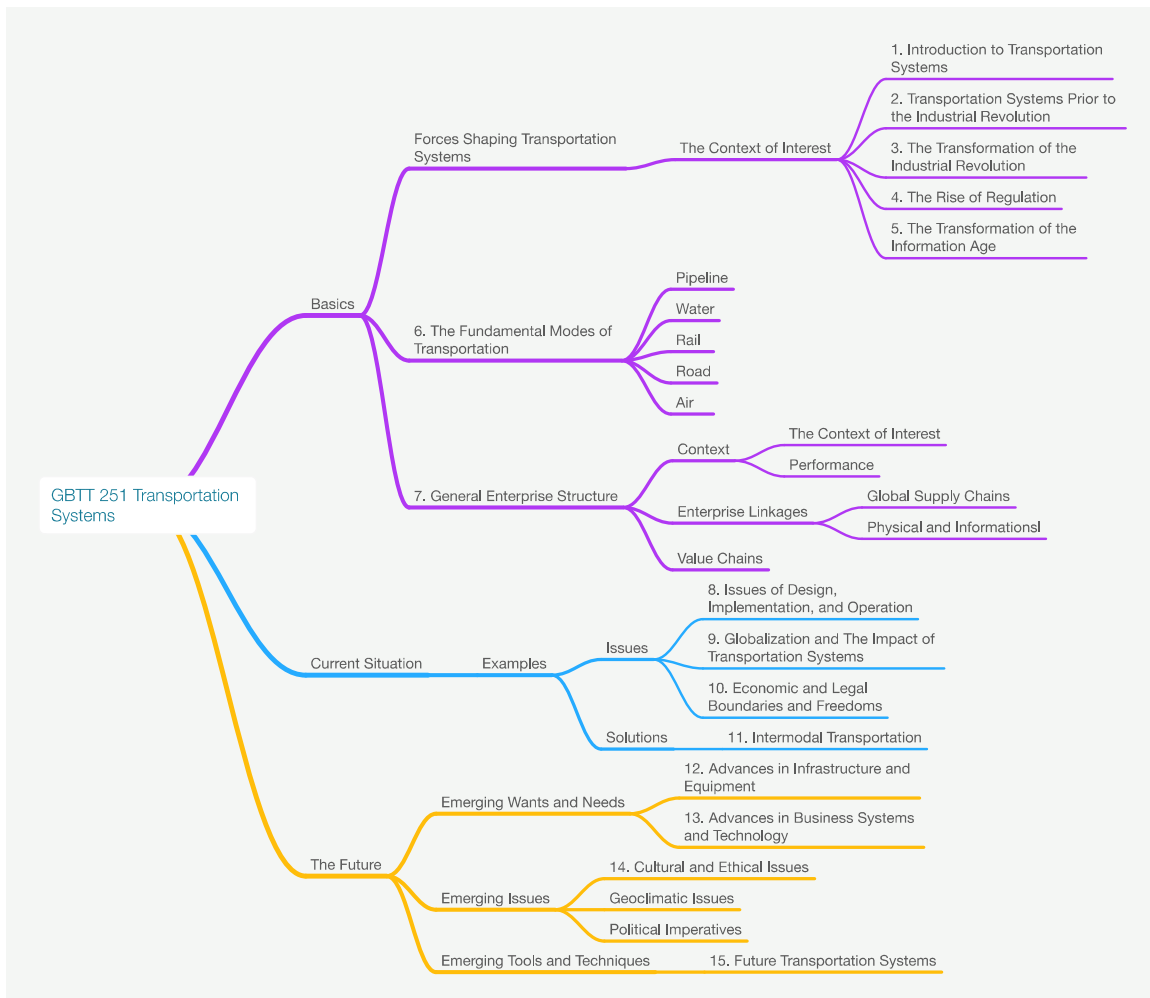 1. Introduction to Transportation
Systems
2. Transportation Systems Prior to
the Industrial Revolution
Forces Shaping Transportation
Systems
The Context of Interest
3. The Transformation of the
Industrial Revolution
4. The Rise of Regulation
5. The Transformation of the
Information Age
Basics
6. The Fundamental Modes of
Transportation
Pipeline
Water
Rail
Road
Air
7. General Enterprise Structure
Context
The Context of Interest
Performance
Enterprise Linkages
Global Supply Chains
Physical and Informationsl
Value Chains
GBTT 251 Transportation
Systems
Current Situation
Examples
Issues
8. Issues of Design,
Implementation, and Operation
9. Globalization and The Impact of
Transportation Systems
10. Economic and Legal
Boundaries and Freedoms
Solutions
11. Intermodal Transportation
The Future
Emerging Wants and Needs
12. Advances in Infrastructure and
Equipment
13. Advances in Business Systems
and Technology
Emerging Issues
14. Cultural and Ethical Issues
Geoclimatic Issues
Political Imperatives
Emerging Tools and Techniques
15. Future Transportation Systems